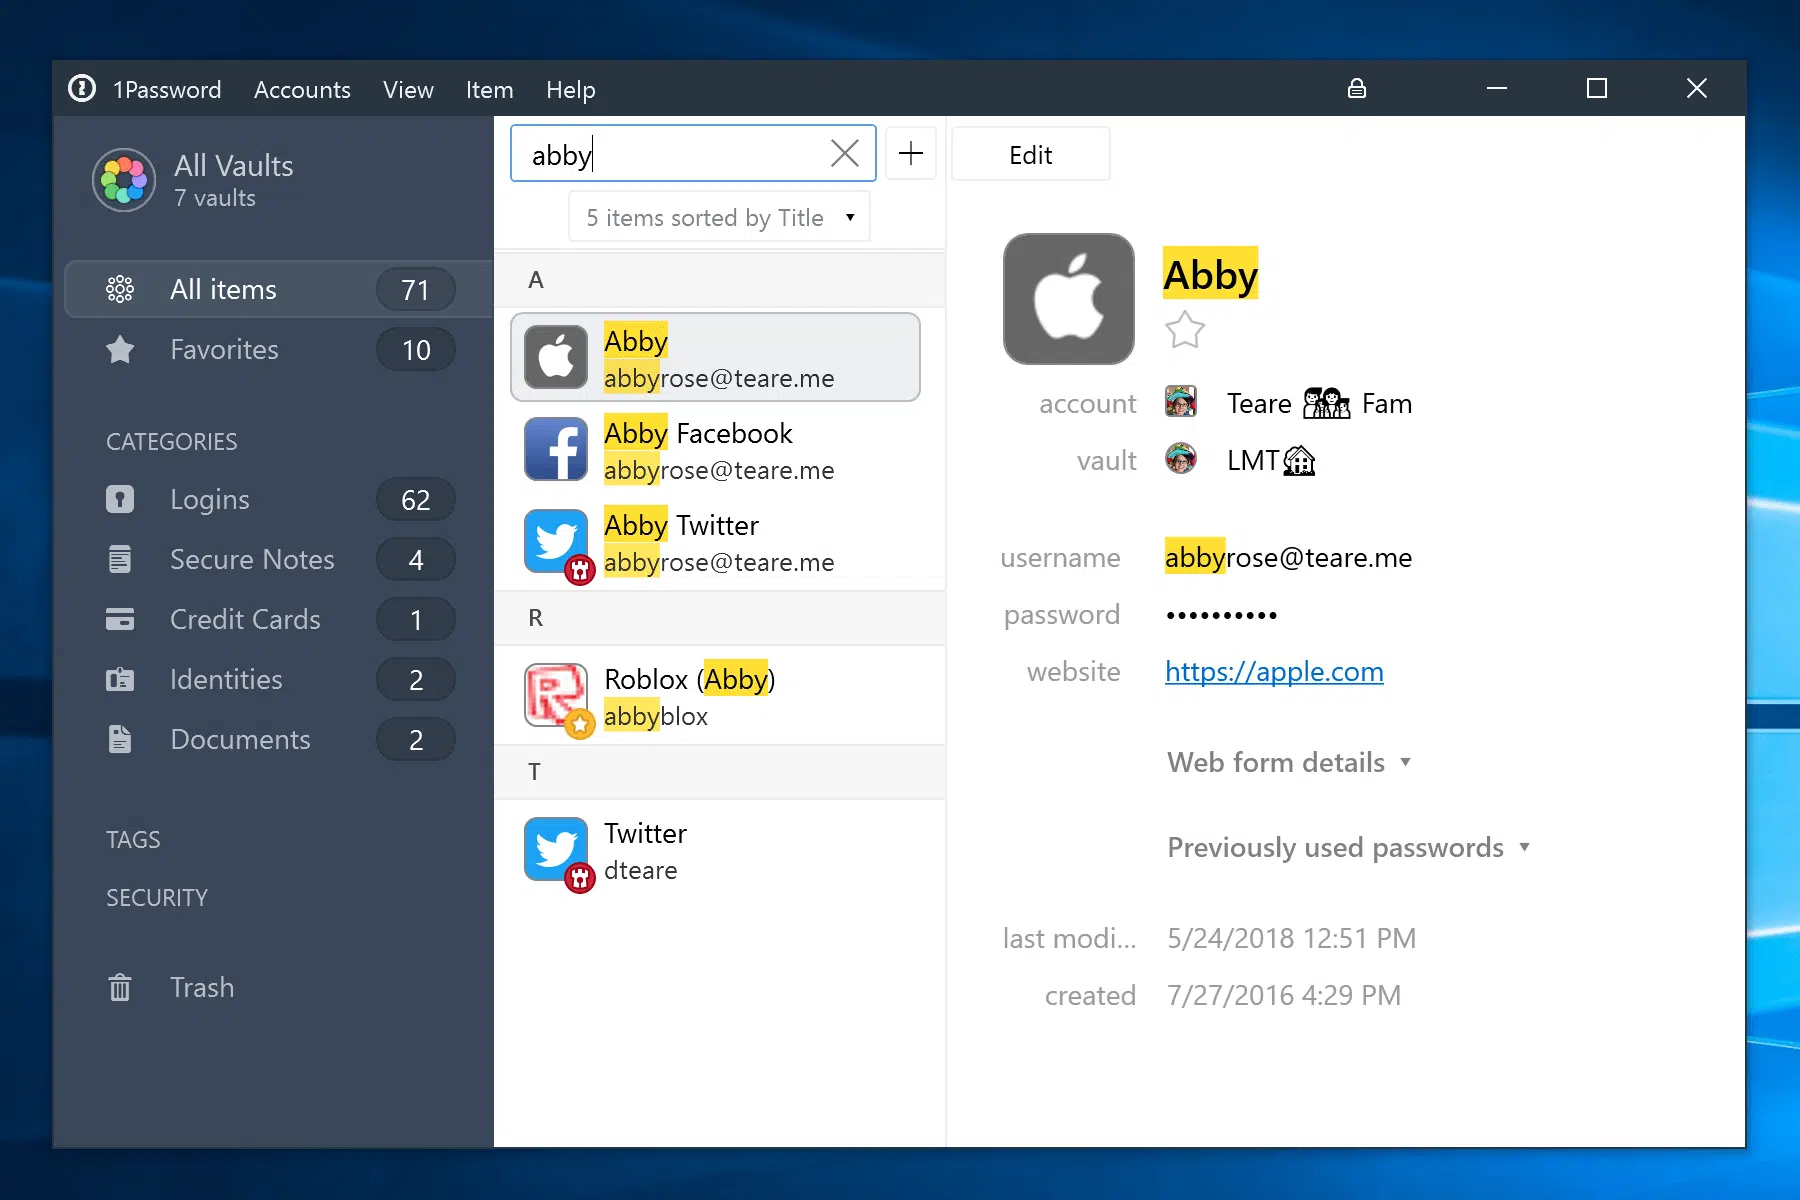 1Password Accounts View Item Help
All Vaults
7 vaults
All items 71
Favorites 10
CATEGORIES
Logins 62
Secure Notes 4
Credit Cards 1
Identities 2
Documents 2
TAGS
SECURITY
Trash
abby
5 items sorted by Title
A
Abby
abbyrose@teare.me
Abby Facebook
abbyrose@teare.me
Abby Twitter
abbyrose@teare.me
R
Roblox (Abby)
abbyblox
T
Twitter
dteare
Edit
Abby
account Teare 👨‍👩‍👧 Fam
vault LMT🏠
username abbyrose@teare.me
password ••••••••••
website https://apple.com
Web form details
Previously used passwords
last modi... 5/24/2018 12:51 PM
created 7/27/2016 4:29 PM